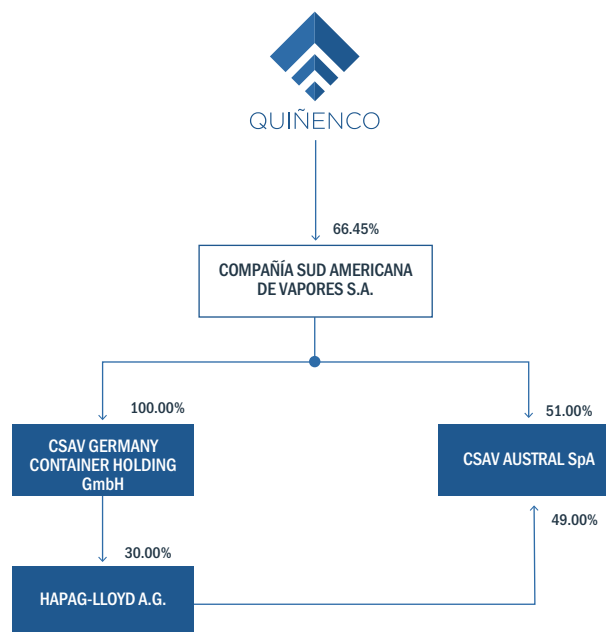 QUIÑENCO
66.45%
COMPAÑÍA SUD AMERICANA
DE VAPORES S.A.
100.00%
51.00%
CSAV GERMANY
CONTAINER HOLDING
GmbH
CSAV AUSTRAL SpA
30.00%
49.00%
HAPAG-LLOYD A.G.